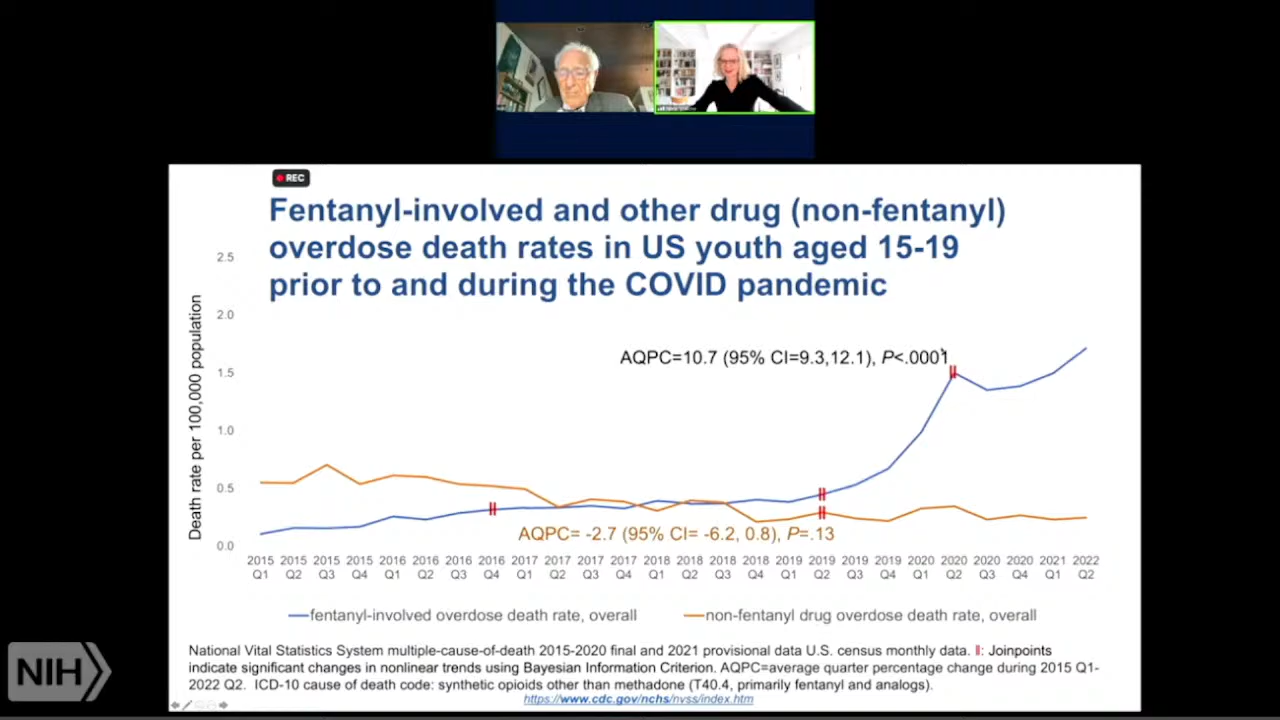 REC
Fentanyl-involved and other drug (non-fentanyl)
overdose death rates in US youth aged 15-19
prior to and during the COVID pandemic
Death rate per 100,000 population
2.5
2.0
1.5
1.0
0.5
0.0
AQPC=10.7 (95% CI=9.3,12.1), P<.0001
AQPC= -2.7 (95% CI= -6.2, 0.8), P=.13
2015 2015 2015 2015 2016 2016 2016 2016 2017 2017 2017 2017 2018 2018 2018 2018 2019 2019 2019 2019 2020 2020 2020 2020 2021 2022
Q1 Q2 Q3 Q4 Q1 Q2 Q3 Q4 Q1 Q2 Q3 Q4 Q1 Q2 Q3 Q4 Q1 Q2 Q3 Q4 Q1 Q2 Q3 Q4 Q1 Q2
fentanyl-involved overdose death rate, overall
non-fentanyl drug overdose death rate, overall
National Vital Statistics System multiple-cause-of-death 2015-2020 final and 2021 provisional data U.S. census monthly data. ||: Joinpoints
indicate significant changes in nonlinear trends using Bayesian Information Criterion. AQPC=average quarter percentage change during 2015 Q1-
2022 Q2. ICD-10 cause of death code: synthetic opioids other than methadone (T40.4, primarily fentanyl and analogs).
https://www.cdc.gov/nchs/nvss/index.htm
NIH